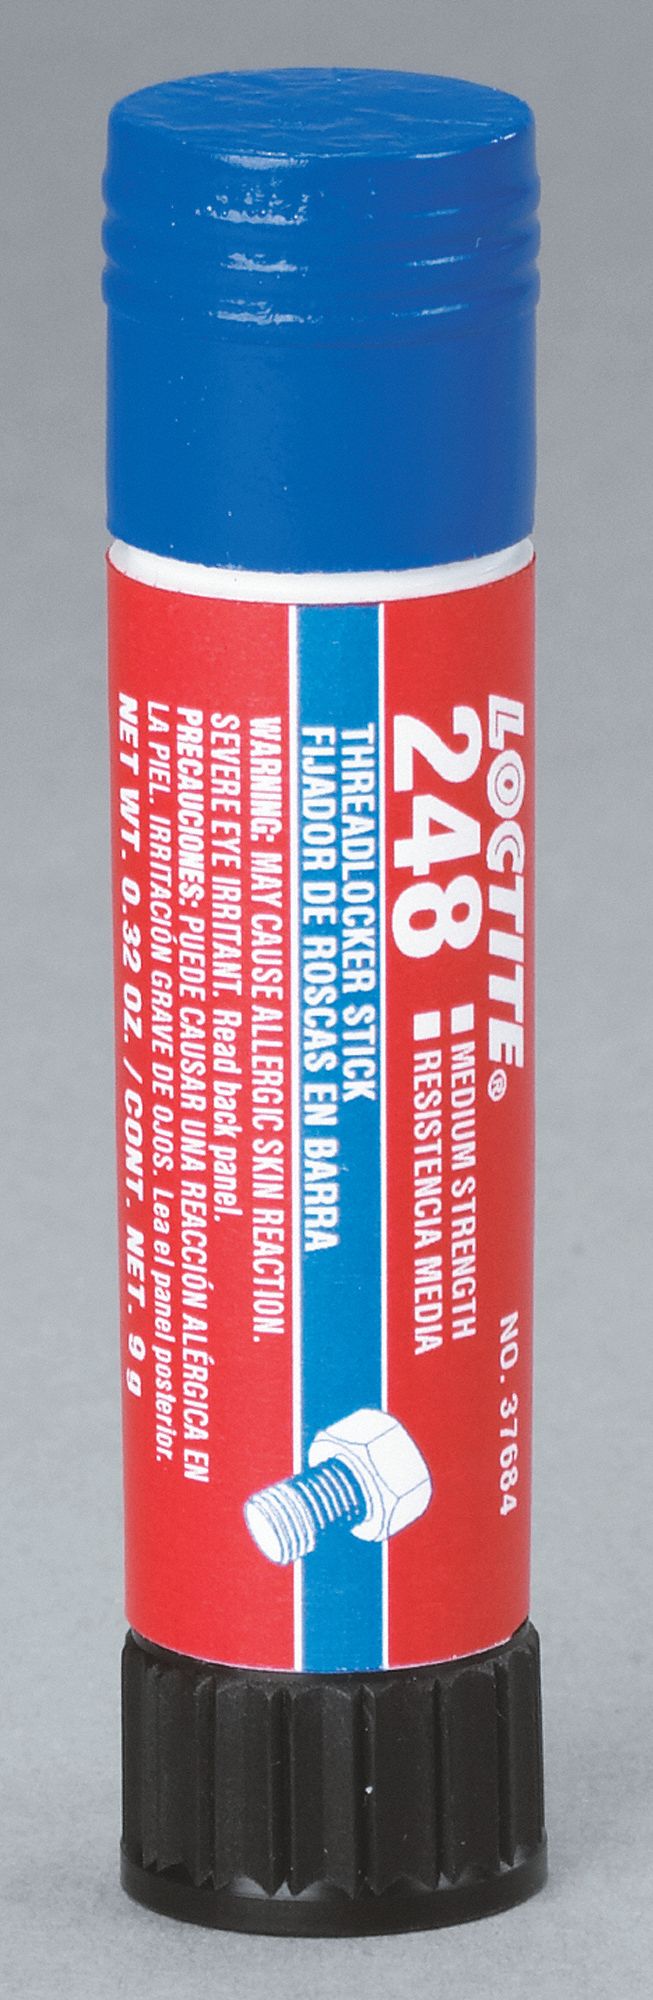 LOCTITE®
NO. 37684
248
MEDIUM STRENGTH
RESISTENCIA MEDIA
THREADLOCKER STICK
FIJADOR DE ROSCAS EN BARRA
WARNING: MAY CAUSE ALLERGIC SKIN REACTION.
SEVERE EYE IRRITANT. Read back panel.
PRECAUCIONES: PUEDE CAUSAR UNA REACCIÓN ALÉRGICA EN
LA PIEL. IRRITACIÓN GRAVE DE OJOS. Lea el panel posterior.
NET WT. 0.32 OZ. / CONT. NET. 9 g